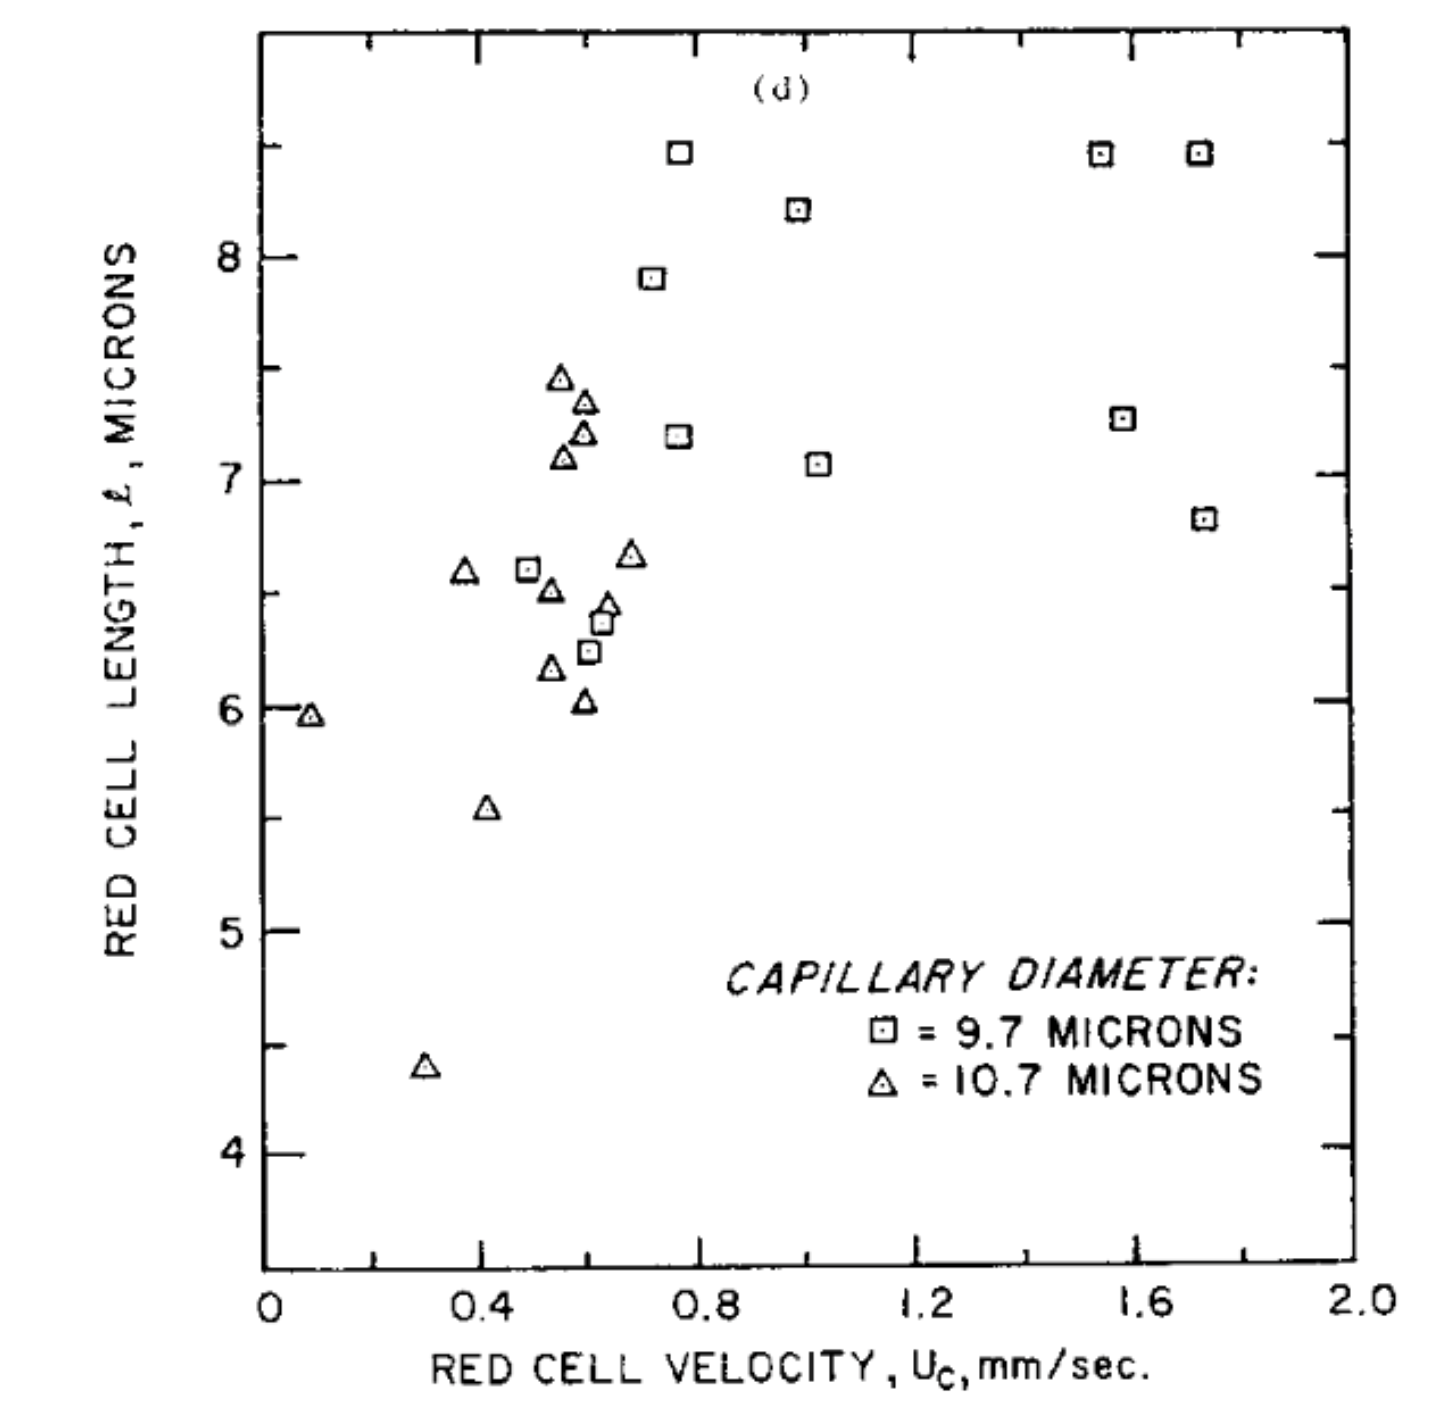 (d)
RED CELL LENGTH, ℓ, MICRONS
8
7
6
5
4
CAPILLARY DIAMETER:
= 9.7 MICRONS
= 10.7 MICRONS
0 0.4 0.8 1.2 1.6 2.0
RED CELL VELOCITY, Uc, mm/sec.